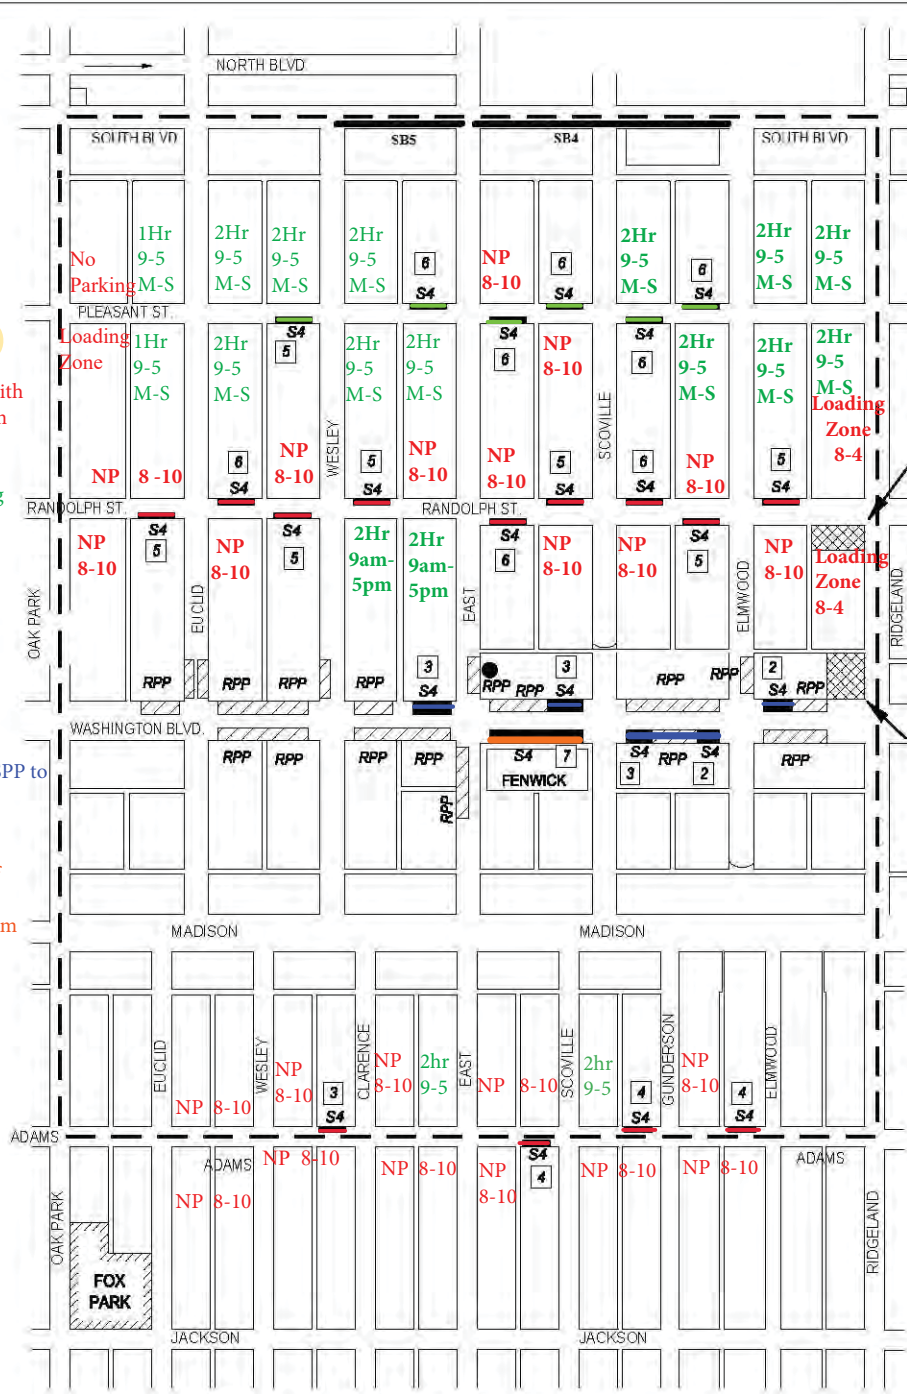 NORTH BLVD
SOUTH BLVD
SB5
SB4
SOUTH BLVD
No
Parking
1Hr
9-5
M-S
2Hr
9-5
M-S
2Hr
9-5
M-S
2Hr
9-5
M-S
6
S4
NP
8-10
6
S4
2Hr
9-5
M-S
6
S4
2Hr
9-5
M-S
2Hr
9-5
M-S
PLEASANT ST.
Loading
Zone
1Hr
9-5
M-S
2Hr
9-5
M-S
S4
5
2Hr
9-5
M-S
2Hr
9-5
M-S
S4
6
NP
8-10
S4
6
2Hr
9-5
M-S
2Hr
9-5
M-S
2Hr
9-5
M-S
Loading
Zone
8-4
ith
WESLEY
SCOVILLE
NP 8 -10
6
S4
NP
8-10
5
S4
NP
8-10
NP
8-10
5
S4
6
S4
NP
8-10
5
S4
RANDOLPH ST.
RANDOLPH ST.
NP
8-10
S4
5
NP
8-10
S4
5
2Hr
9am-
5pm
2Hr
9am-
5pm
S4
6
NP
8-10
NP
8-10
S4
5
NP
8-10
Loading
Zone
8-4
OAK PARK
EUCLID
EAST
ELMWOOD
RIDGELAND
RPP
RPP
RPP
RPP
3
S4
RPP
RPP
3
S4
RPP
RPP
2
S4
RPP
WASHINGTON BLVD.
RPP
RPP
RPP
RPP
RPP
S4
7
FENWICK
S4
3
RPP
S4
2
RPP
SPP to
m
MADISON
MADISON
EUCLID
WESLEY
CLARENCE
EAST
SCOVILLE
GUNDERSON
ELMWOOD
NP 8-10
NP
8-10
3
S4
NP
8-10
2hr
9-5
NP 8-10
2hr
9-5
4
S4
NP
8-10
4
S4
ADAMS
ADAMS
ADAMS
NP 8-10
NP 8-10
NP 8-10
NP
8-10
S4
4
NP 8-10
NP 8-10
OAK PARK
RIDGELAND
FOX
PARK
JACKSON
JACKSON